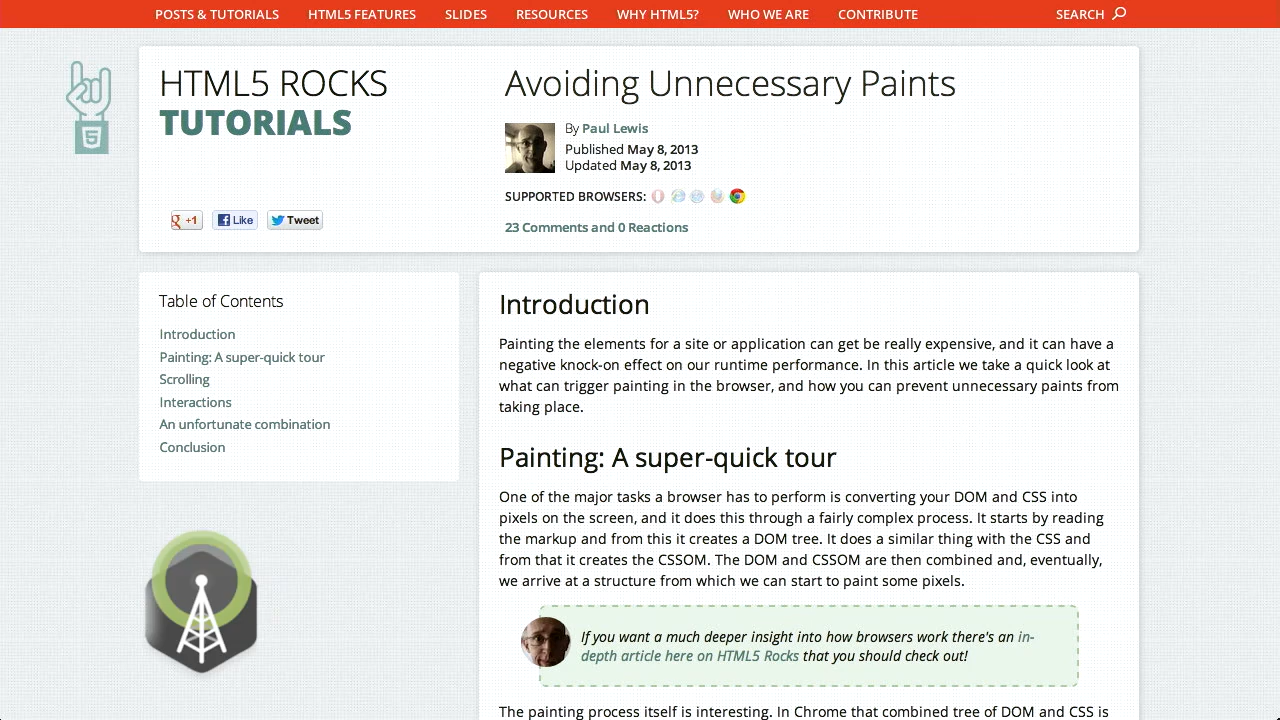 POSTS & TUTORIALS HTML5 FEATURES SLIDES RESOURCES WHY HTML5? WHO WE ARE CONTRIBUTE SEARCH
HTML5 ROCKS
TUTORIALS
5
+1 Like Tweet
Avoiding Unnecessary Paints
By Paul Lewis
Published May 8, 2013
Updated May 8, 2013
SUPPORTED BROWSERS:
23 Comments and 0 Reactions
Table of Contents
Introduction
Painting: A super-quick tour
Scrolling
Interactions
An unfortunate combination
Conclusion
Introduction
Painting the elements for a site or application can get be really expensive, and it can have a
negative knock-on effect on our runtime performance. In this article we take a quick look at
what can trigger painting in the browser, and how you can prevent unnecessary paints from
taking place.
Painting: A super-quick tour
One of the major tasks a browser has to perform is converting your DOM and CSS into
pixels on the screen, and it does this through a fairly complex process. It starts by reading
the markup and from this it creates a DOM tree. It does a similar thing with the CSS and
from that it creates the CSSOM. The DOM and CSSOM are then combined and, eventually,
we arrive at a structure from which we can start to paint some pixels.
If you want a much deeper insight into how browsers work there's an in-
depth article here on HTML5 Rocks that you should check out!
The painting process itself is interesting. In Chrome that combined tree of DOM and CSS is